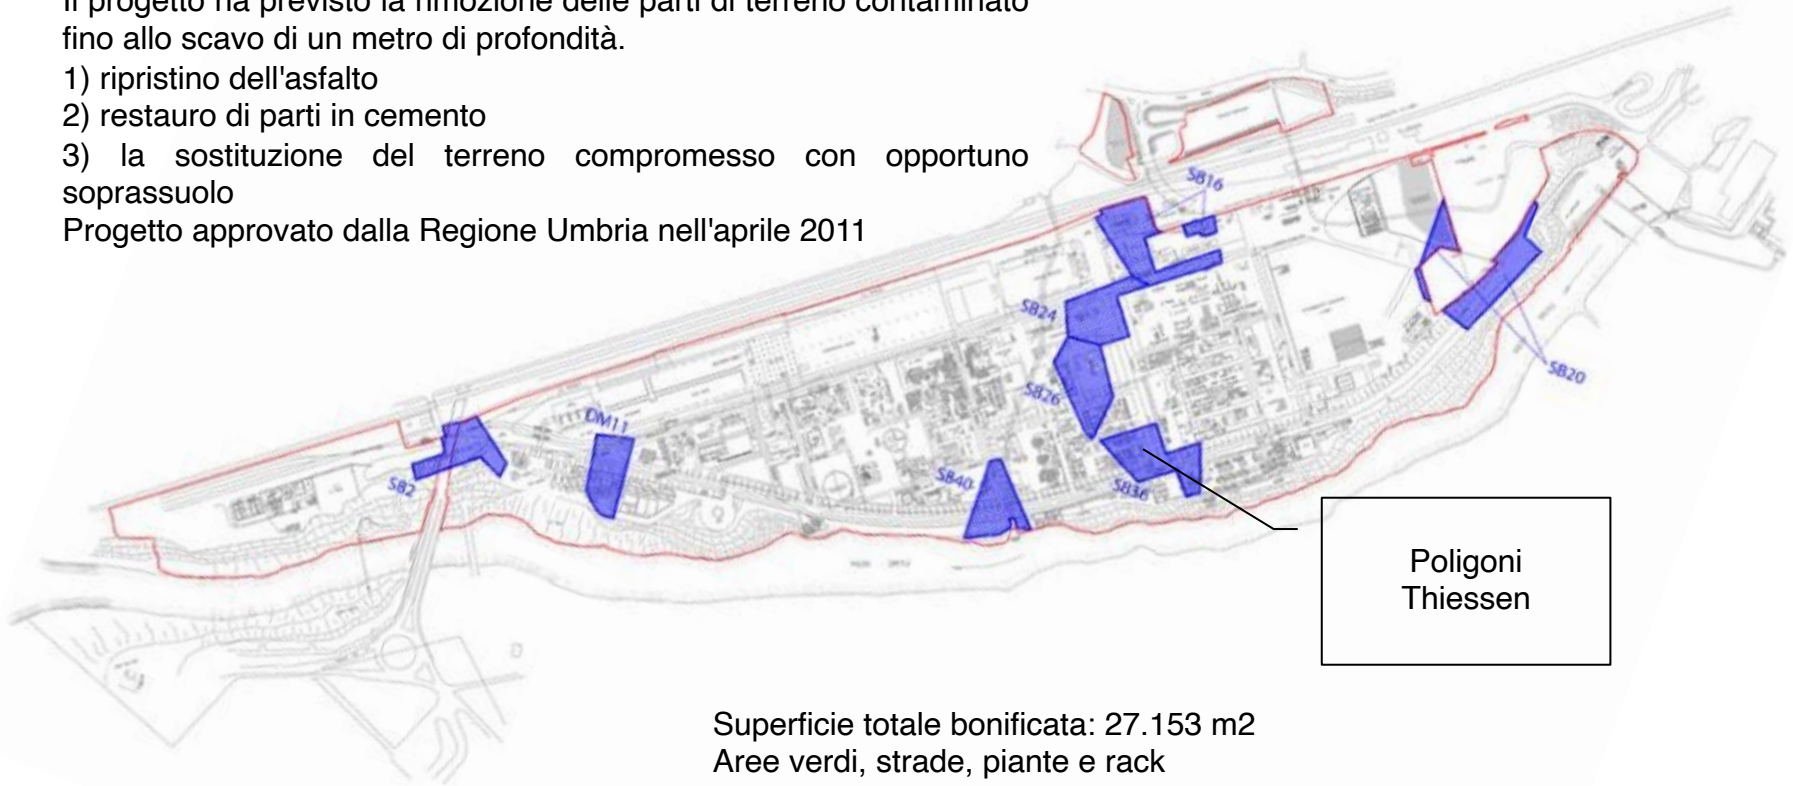 Il progetto ha previsto la rimozione delle parti di terreno contaminato
fino allo scavo di un metro di profondità.
1) ripristino dell'asfalto
2) restauro di parti in cemento
3) la sostituzione del terreno compromesso con opportuno
soprassuolo
Progetto approvato dalla Regione Umbria nell'aprile 2011
SB16
SB24
SB20
SB26
DM11
SB2
SB40
SB36
Poligoni
Thiessen
Superficie totale bonificata: 27.153 m2
Aree verdi, strade, piante e rack